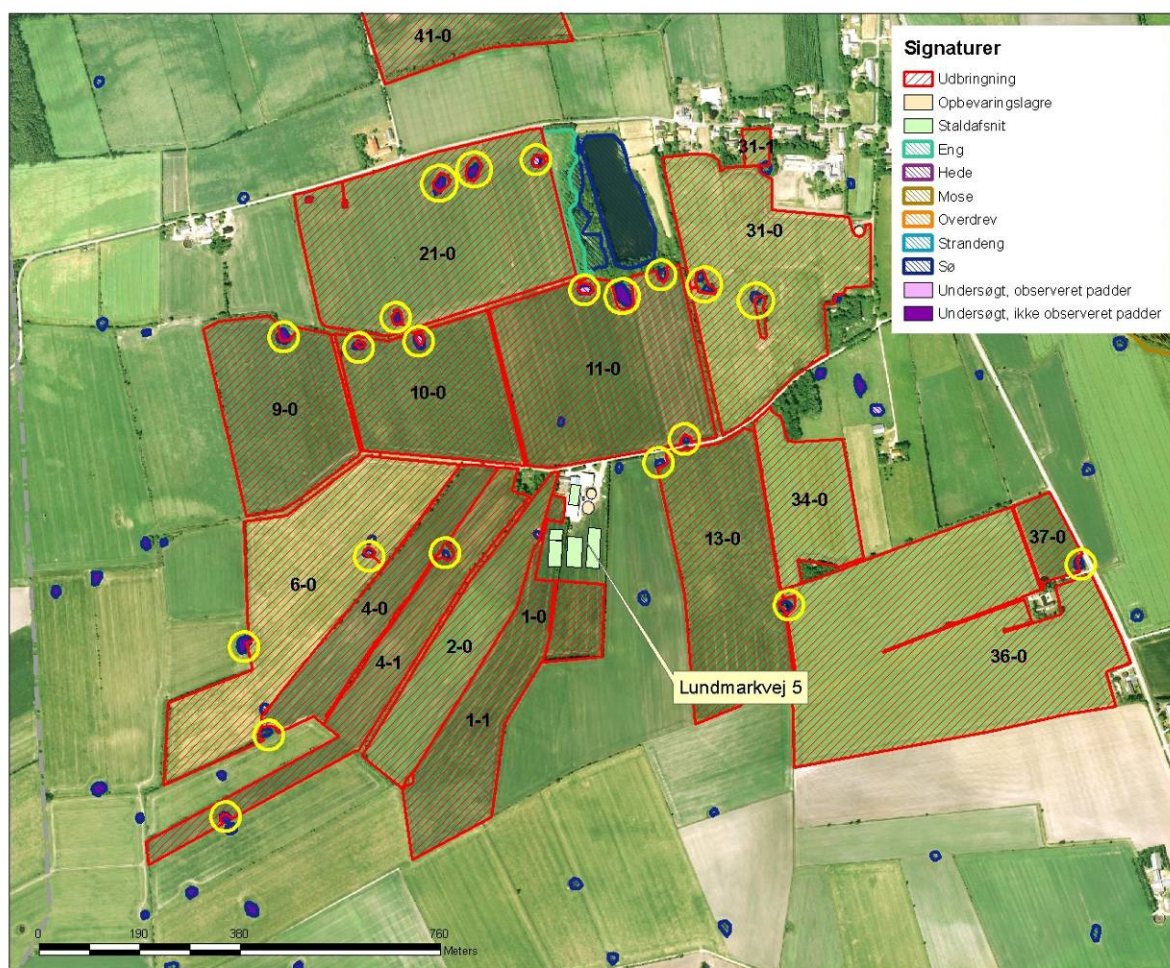 41-0
Signaturer
Udbringning
Opbevaringslagre
Staldafsnit
Eng
Hede
Mose
Overdrev
Strandeng
Sø
Undersøgt, observeret padder
Undersøgt, ikke observeret padder
31-1
31-0
21-0
11-0
10-0
9-0
34-0
13-0
37-0
6-0
4-0
1-0
2-0
4-1
36-0
Lundmarkvej 5
1-1
0 190 380 760
Meters